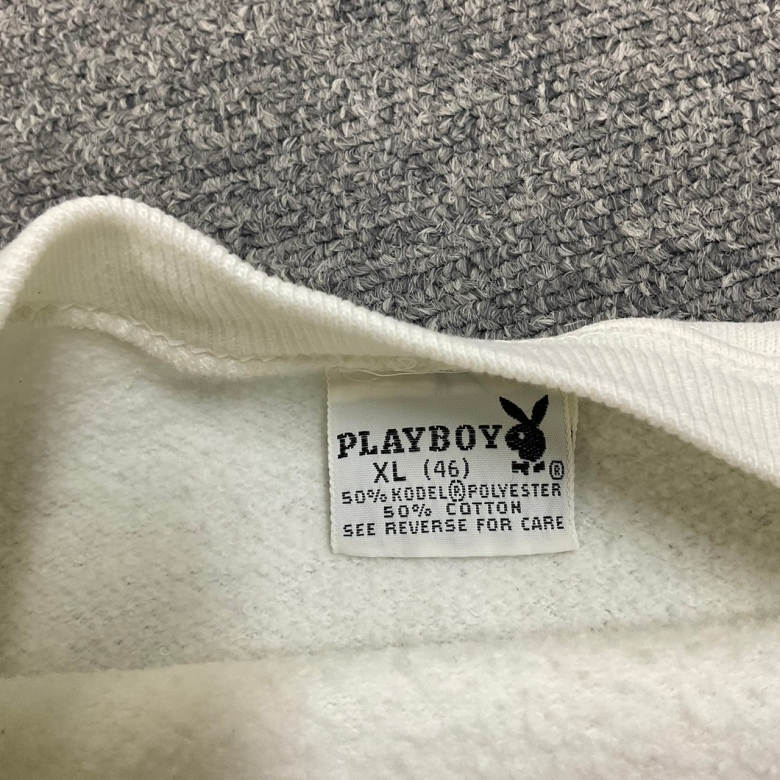 PLAYBOY
®
XL (46)
50% KODEL®POLYESTER
50% COTTON
SEE REVERSE FOR CARE